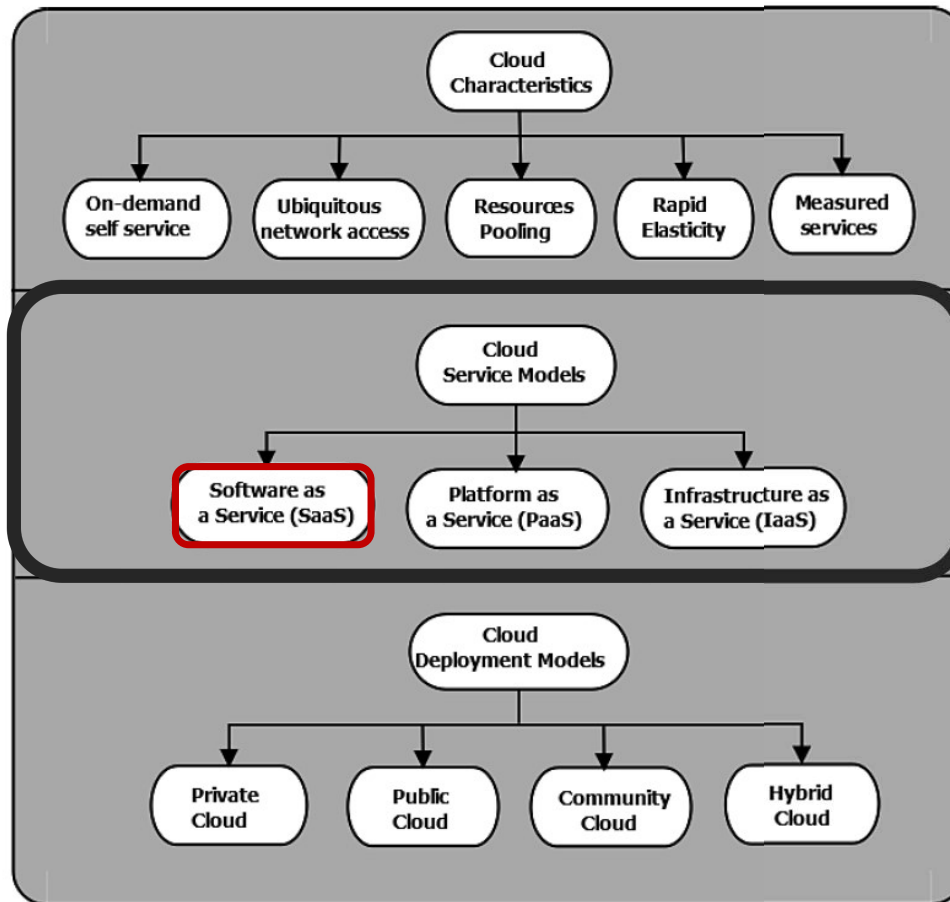 Cloud
Characteristics
On-demand
self service
Ubiquitous
network access
Resources
Pooling
Rapid
Elasticity
Measured
services
Cloud
Service Models
Software as
a Service (SaaS)
Platform as
a Service (PaaS)
Infrastructure as
a Service (IaaS)
Cloud
Deployment Models
Private
Cloud
Public
Cloud
Community
Cloud
Hybrid
Cloud